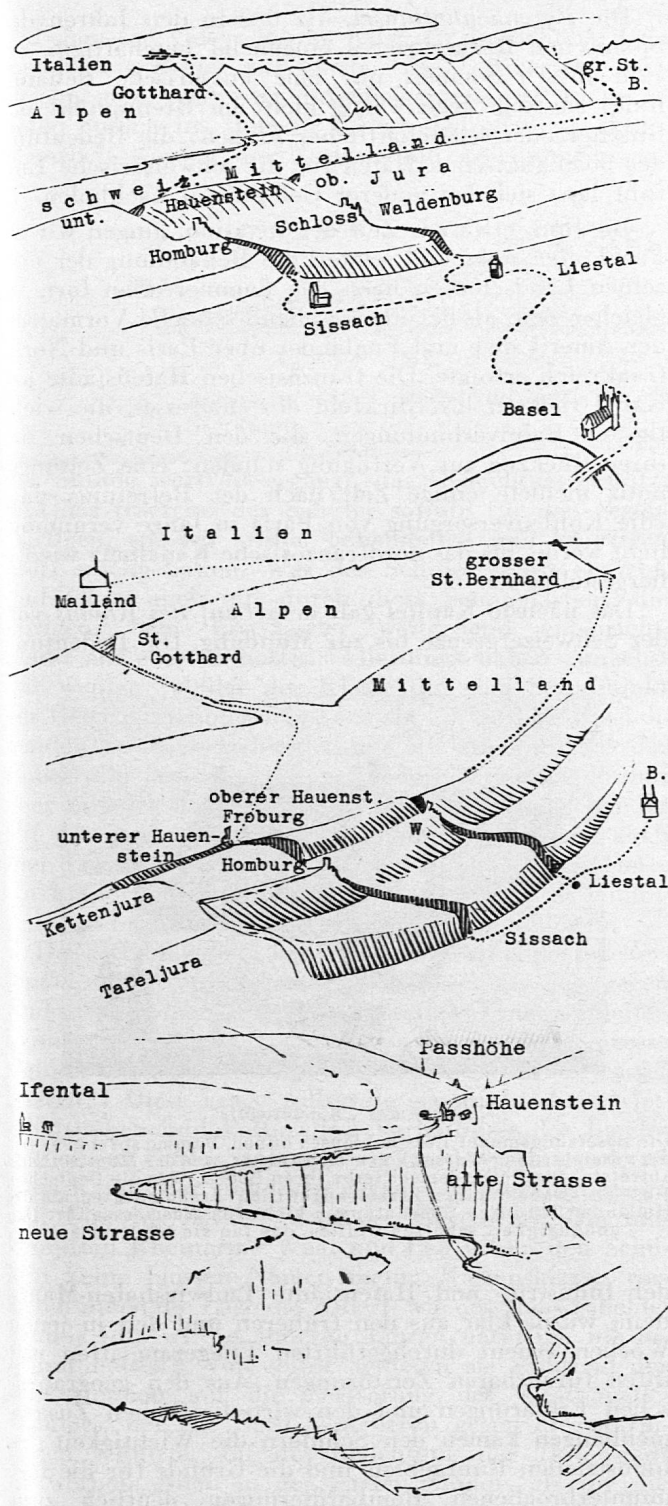 Italien
gr.St.
B.
Gotthard
Alpen
Mittelland
schweiz.
Hauenstein ob. Jura
unt.
Schloss Waldenburg
Homburg
Liestal
Sissach
Basel
Italien
grosser
St.Bernhard
Mailand
Alpen
St.
Gotthard
Mittelland
B.
oberer Hauenst.
Froburg
unterer Hauen-
stein
W.
Homburg
Liestal
Kettenjura
Sissach
Tafeljura
Passhöhe
Ifental
Hauenstein
alte Strasse
neue Strasse